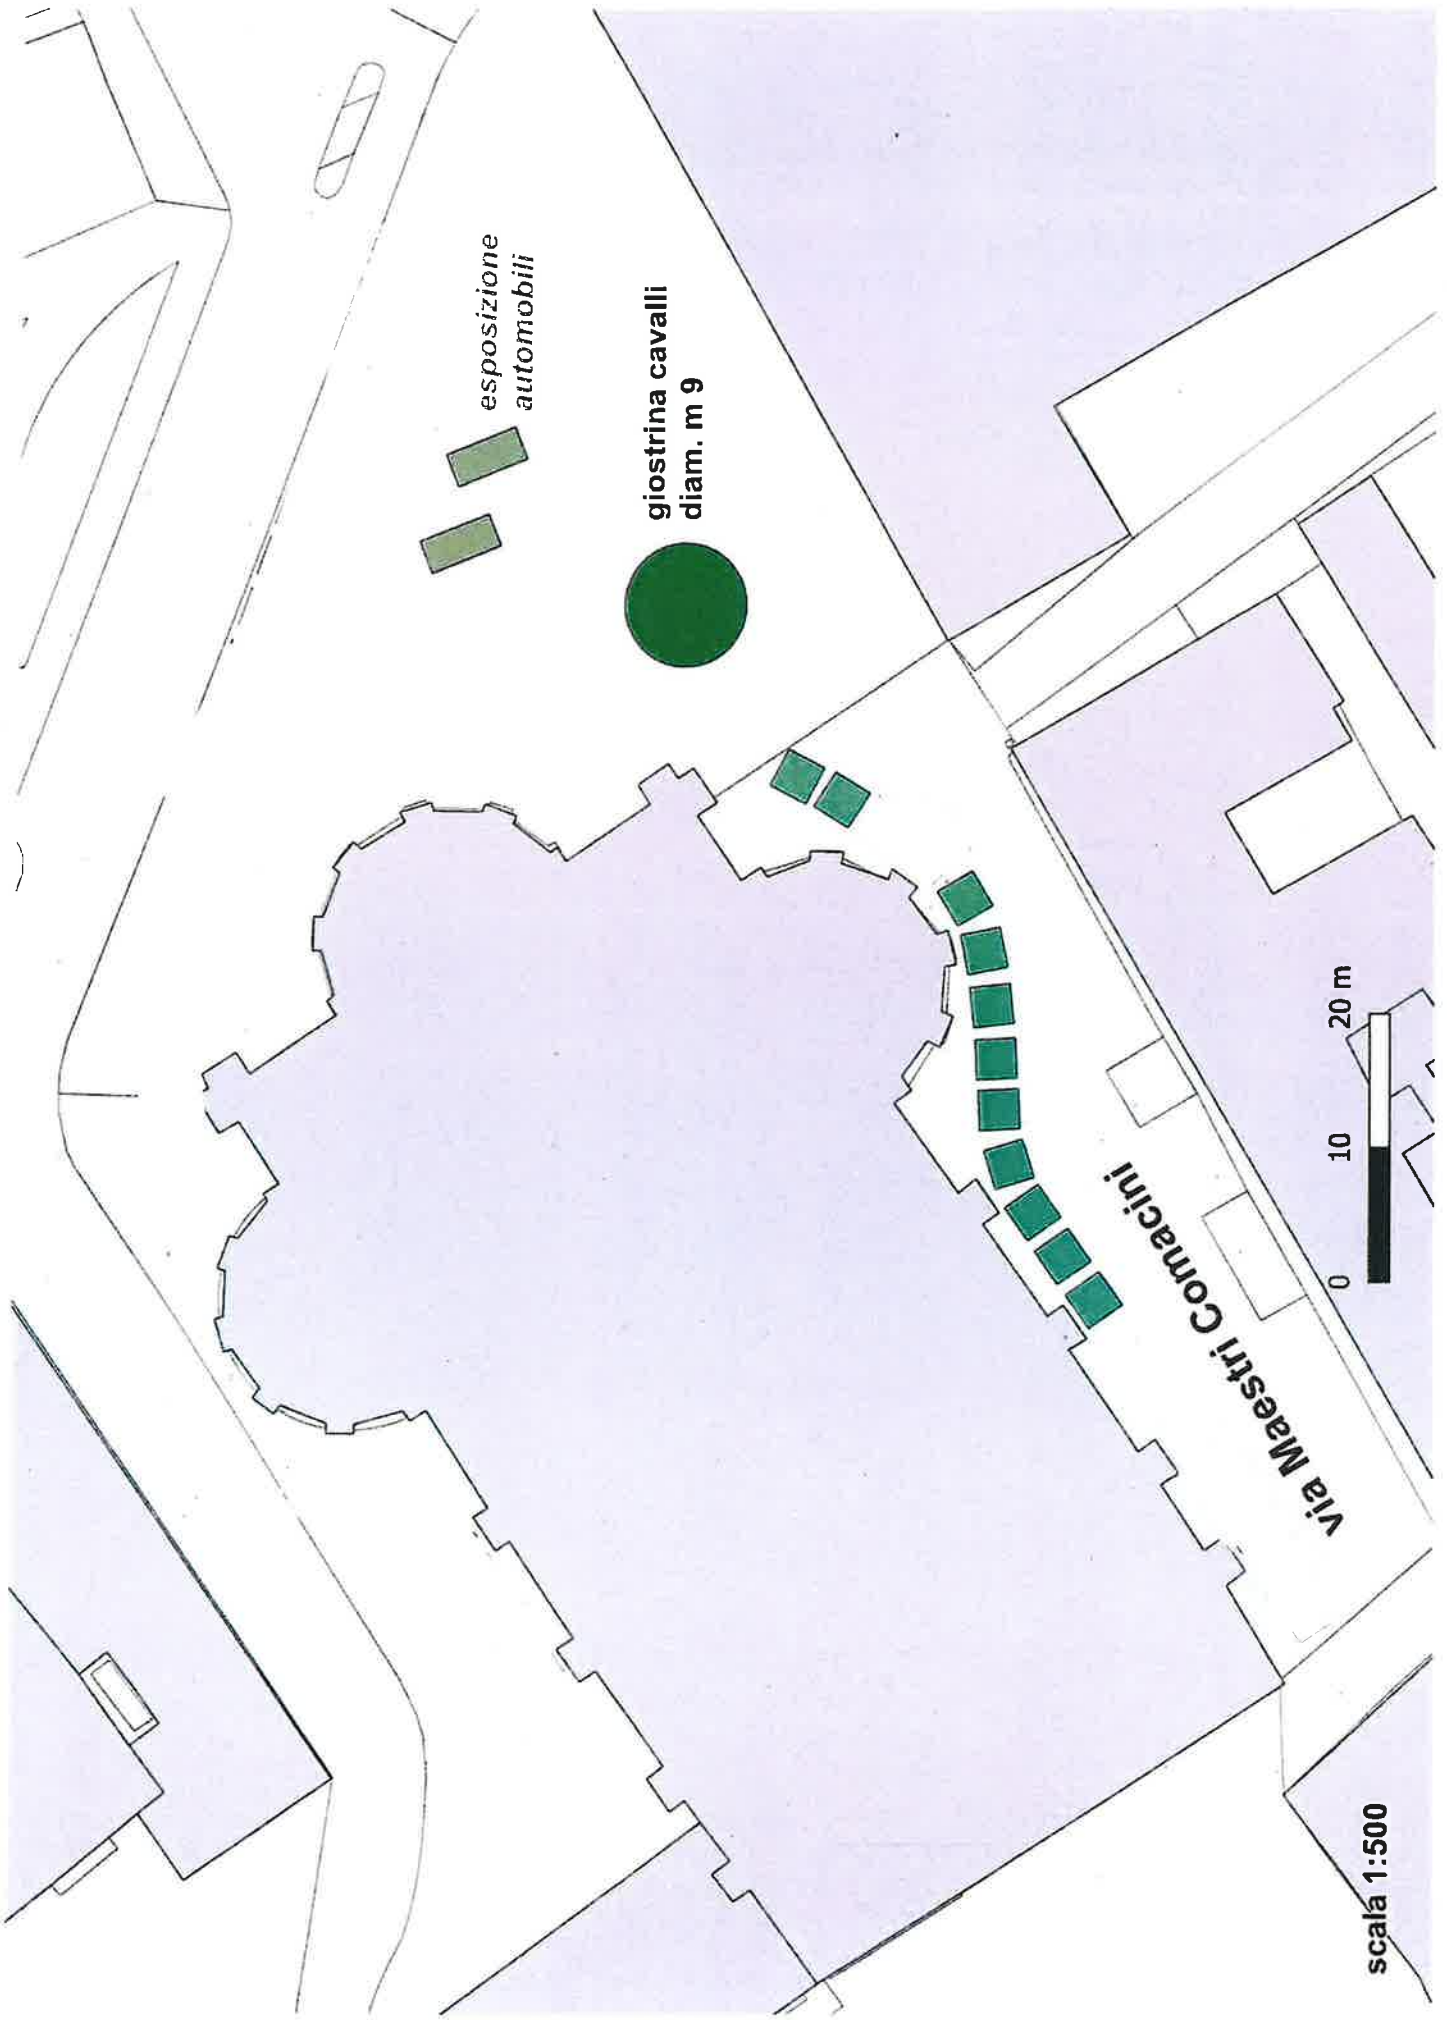 esposizione
automobili
giostrina cavalli
diam. m 9
via Maestri Comacini
0 10 20 m
scala 1:500